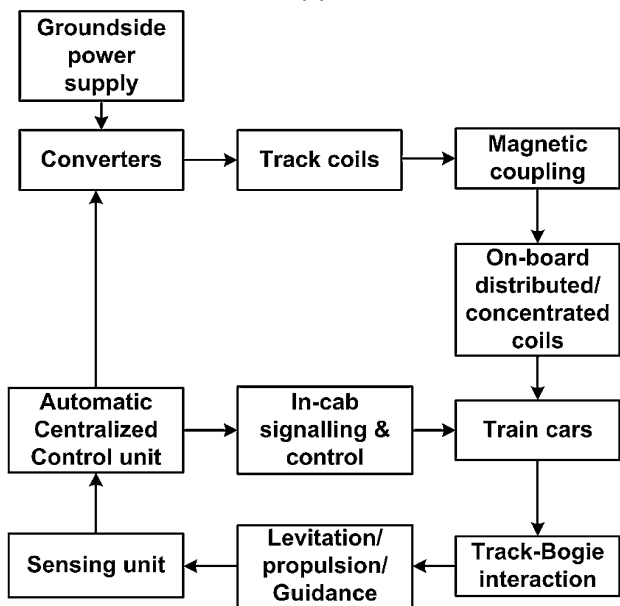 Groundside
power
supply
Converters
Track coils
Magnetic
coupling
On-board
distributed/
concentrated
coils
Automatic
Centralized
Control unit
In-cab
signalling &
control
Train cars
Sensing unit
Levitation/
propulsion/
Guidance
Track-Bogie
interaction